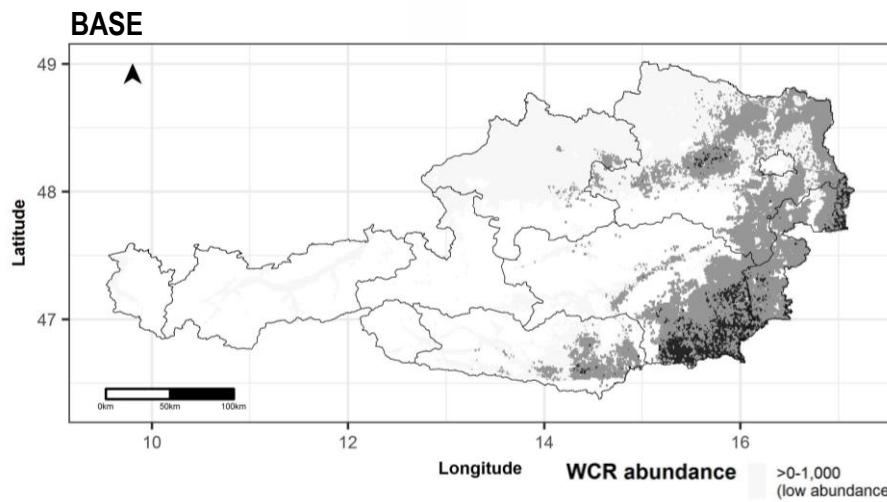 BASE
49
48
47
Latitude
0km 50km 100km
10 12 14 16
Longitude
WCR abundance
>0-1,000
(low abundance